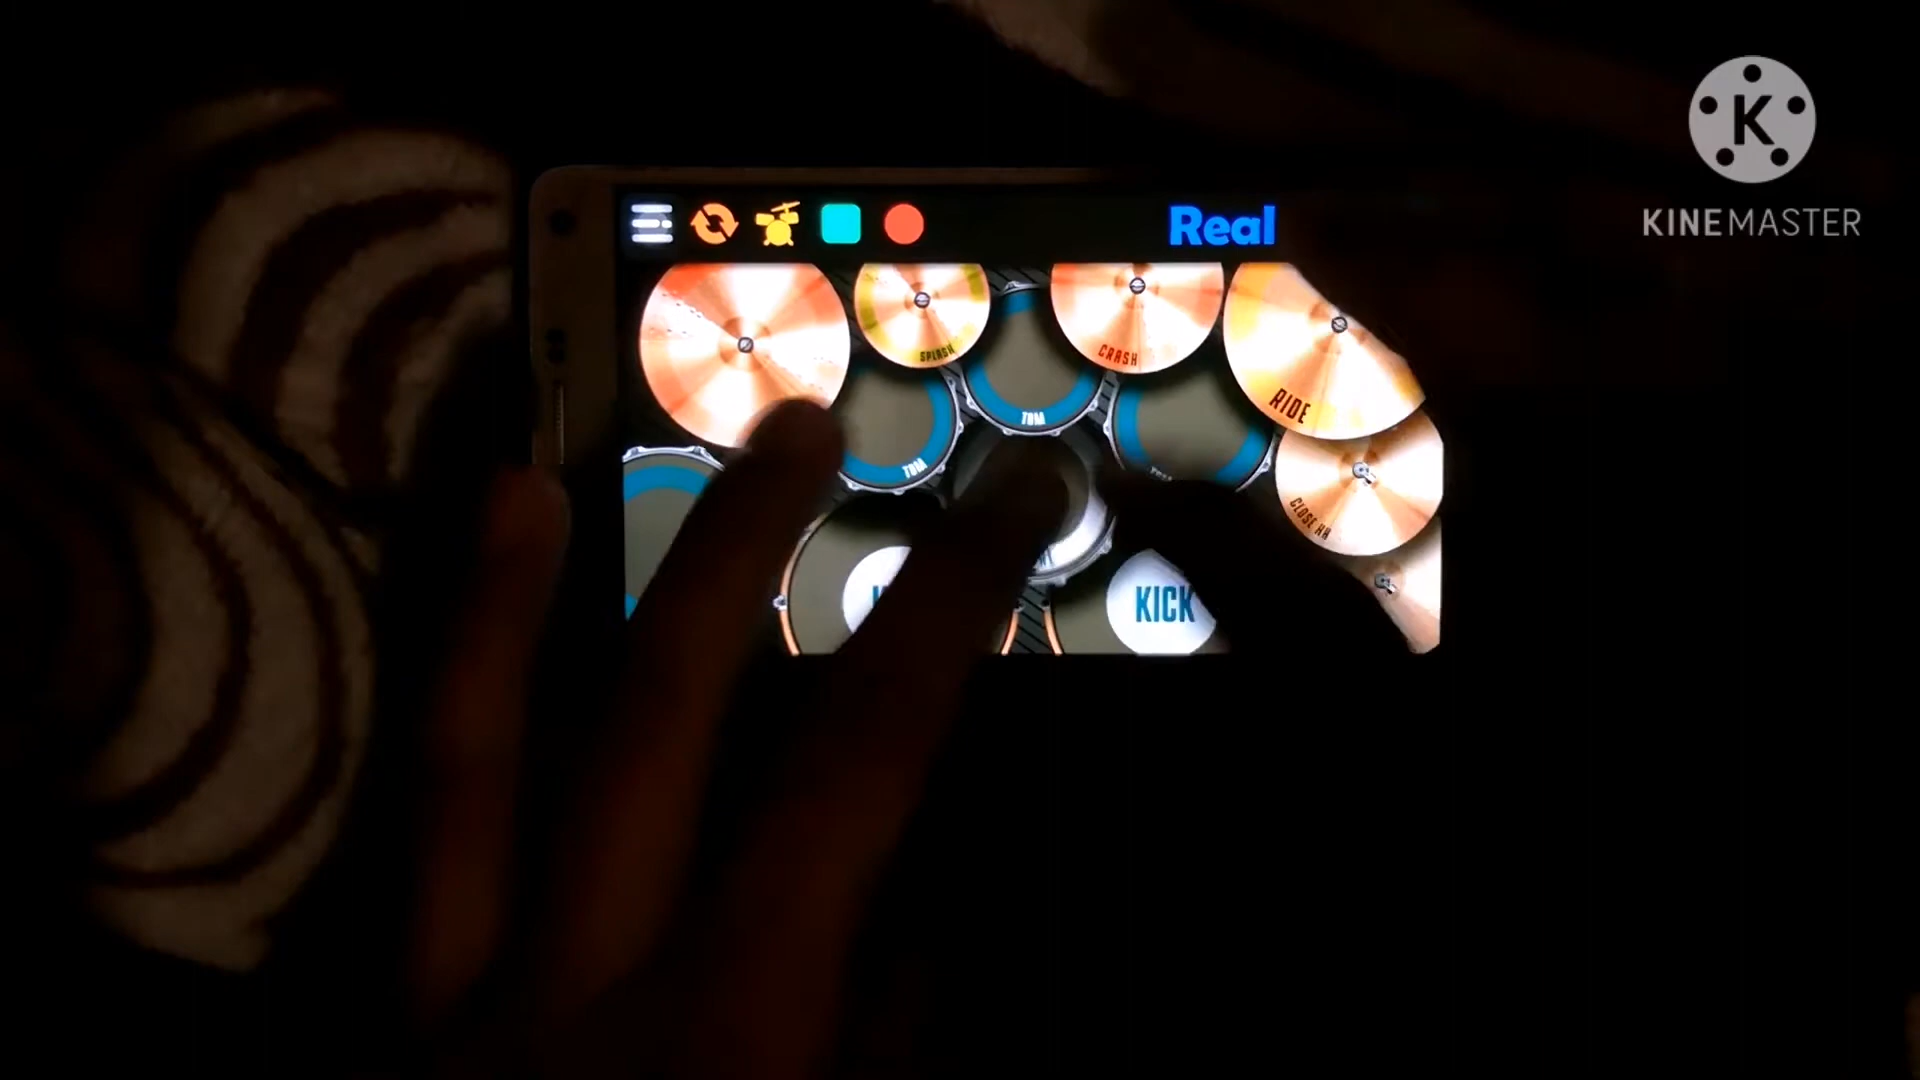 KINEMASTER
K
Real
SPLASH
CRASH
TOM
RIDE
TOM
CLOSE HH
KICK